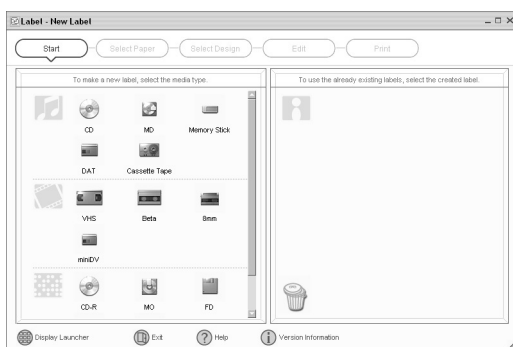 Label - New Label
Start Select Paper Select Design Edit Print
To make a new label, select the media type.
To use the already existing labels, select the created label.
CD MD Memory Stick
DAT Cassette Tape
VHS Beta 8mm
miniDV
CD-R MO FD
Display Launcher Exit Help Version Information